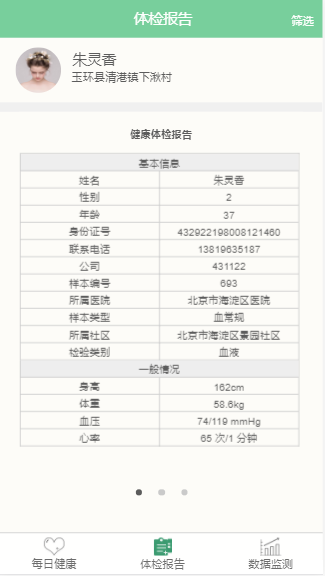 体检报告 筛选
朱灵香
玉环县清港镇下湫村
健康体检报告
基本信息
姓名 朱灵香
性别 2
年龄 37
身份证号 432922198008121460
联系电话 13819635187
公司 431122
样本编号 693
所属医院 北京市海淀区医院
样本类型 血常规
所属社区 北京市海淀区景园社区
检验类别 血液
一般情况
身高 162cm
体重 58.6kg
血压 74/119 mmHg
心率 65 次/1 分钟
每日健康 体检报告 数据监测